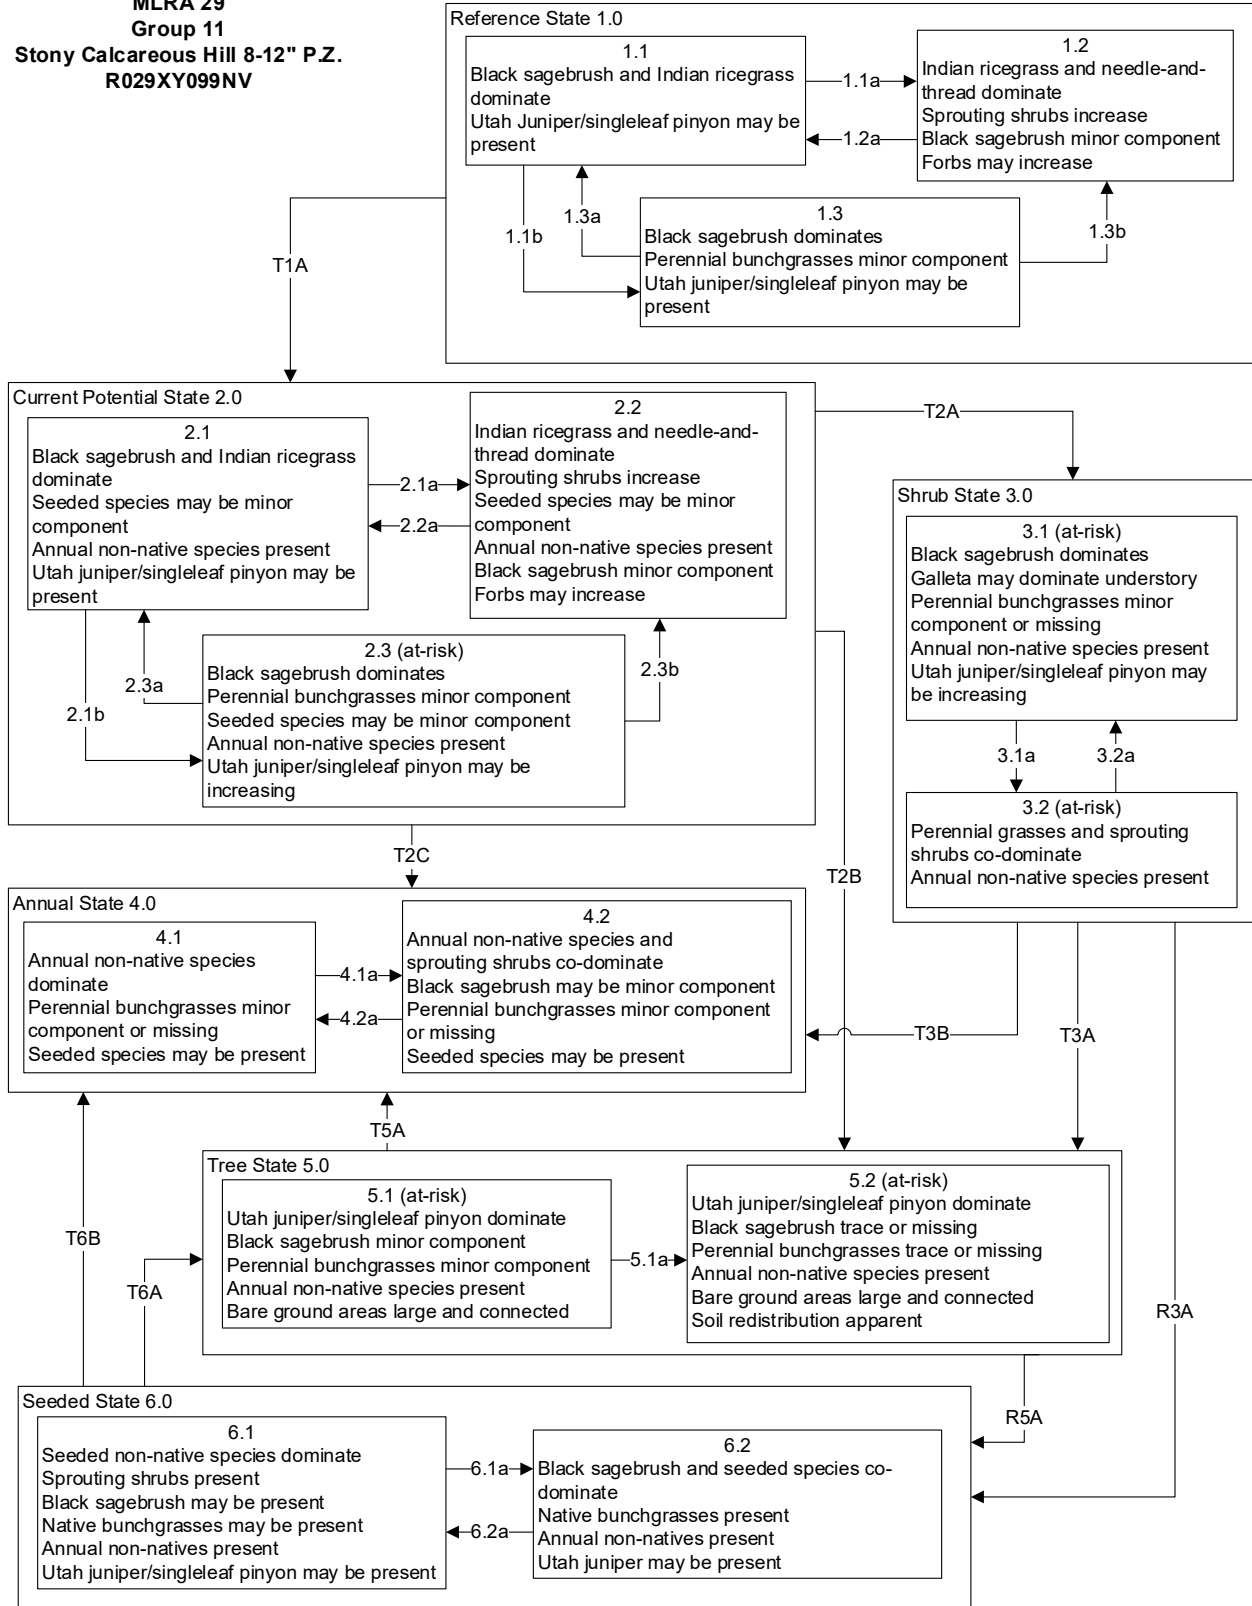 MLRA 29
Group 11
Stony Calcareous Hill 8-12" P.Z.
R029XY099NV
Reference State 1.0
1.1
Black sagebrush and Indian ricegrass
dominate
Utah Juniper/singleleaf pinyon may be
present
1.1a
1.2a
1.2
Indian ricegrass and needle-and-
thread dominate
Sprouting shrubs increase
Black sagebrush minor component
Forbs may increase
1.1b
1.3a
1.3
Black sagebrush dominates
Perennial bunchgrasses minor component
Utah juniper/singleleaf pinyon may be
present
1.3b
T1A
Current Potential State 2.0
2.1
Black sagebrush and Indian ricegrass
dominate
Seeded species may be minor
component
Annual non-native species present
Utah juniper/singleleaf pinyon may be
present
2.1a
2.2a
2.2
Indian ricegrass and needle-and-
thread dominate
Sprouting shrubs increase
Seeded species may be minor
component
Annual non-native species present
Black sagebrush minor component
Forbs may increase
2.1b
2.3a
2.3 (at-risk)
Black sagebrush dominates
Perennial bunchgrasses minor component
Seeded species may be minor component
Annual non-native species present
Utah juniper/singleleaf pinyon may be
increasing
2.3b
T2A
Shrub State 3.0
3.1 (at-risk)
Black sagebrush dominates
Galleta may dominate understory
Perennial bunchgrasses minor
component or missing
Annual non-native species present
Utah juniper/singleleaf pinyon may
be increasing
3.1a
3.2a
3.2 (at-risk)
Perennial grasses and sprouting
shrubs co-dominate
Annual non-native species present
T2C
T2B
Annual State 4.0
4.1
Annual non-native species
dominate
Perennial bunchgrasses minor
component or missing
Seeded species may be present
4.1a
4.2a
4.2
Annual non-native species and
sprouting shrubs co-dominate
Black sagebrush may be minor component
Perennial bunchgrasses minor component
or missing
Seeded species may be present
T3B
T3A
T5A
Tree State 5.0
5.1 (at-risk)
Utah juniper/singleleaf pinyon dominate
Black sagebrush minor component
Perennial bunchgrasses minor component
Annual non-native species present
Bare ground areas large and connected
5.1a
5.2 (at-risk)
Utah juniper/singleleaf pinyon dominate
Black sagebrush trace or missing
Perennial bunchgrasses trace or missing
Annual non-native species present
Bare ground areas large and connected
Soil redistribution apparent
T6B
T6A
R3A
R5A
Seeded State 6.0
6.1
Seeded non-native species dominate
Sprouting shrubs present
Black sagebrush may be present
Native bunchgrasses may be present
Annual non-natives present
Utah juniper/singleleaf pinyon may be present
6.1a
6.2a
6.2
Black sagebrush and seeded species co-
dominate
Native bunchgrasses present
Annual non-natives present
Utah juniper may be present